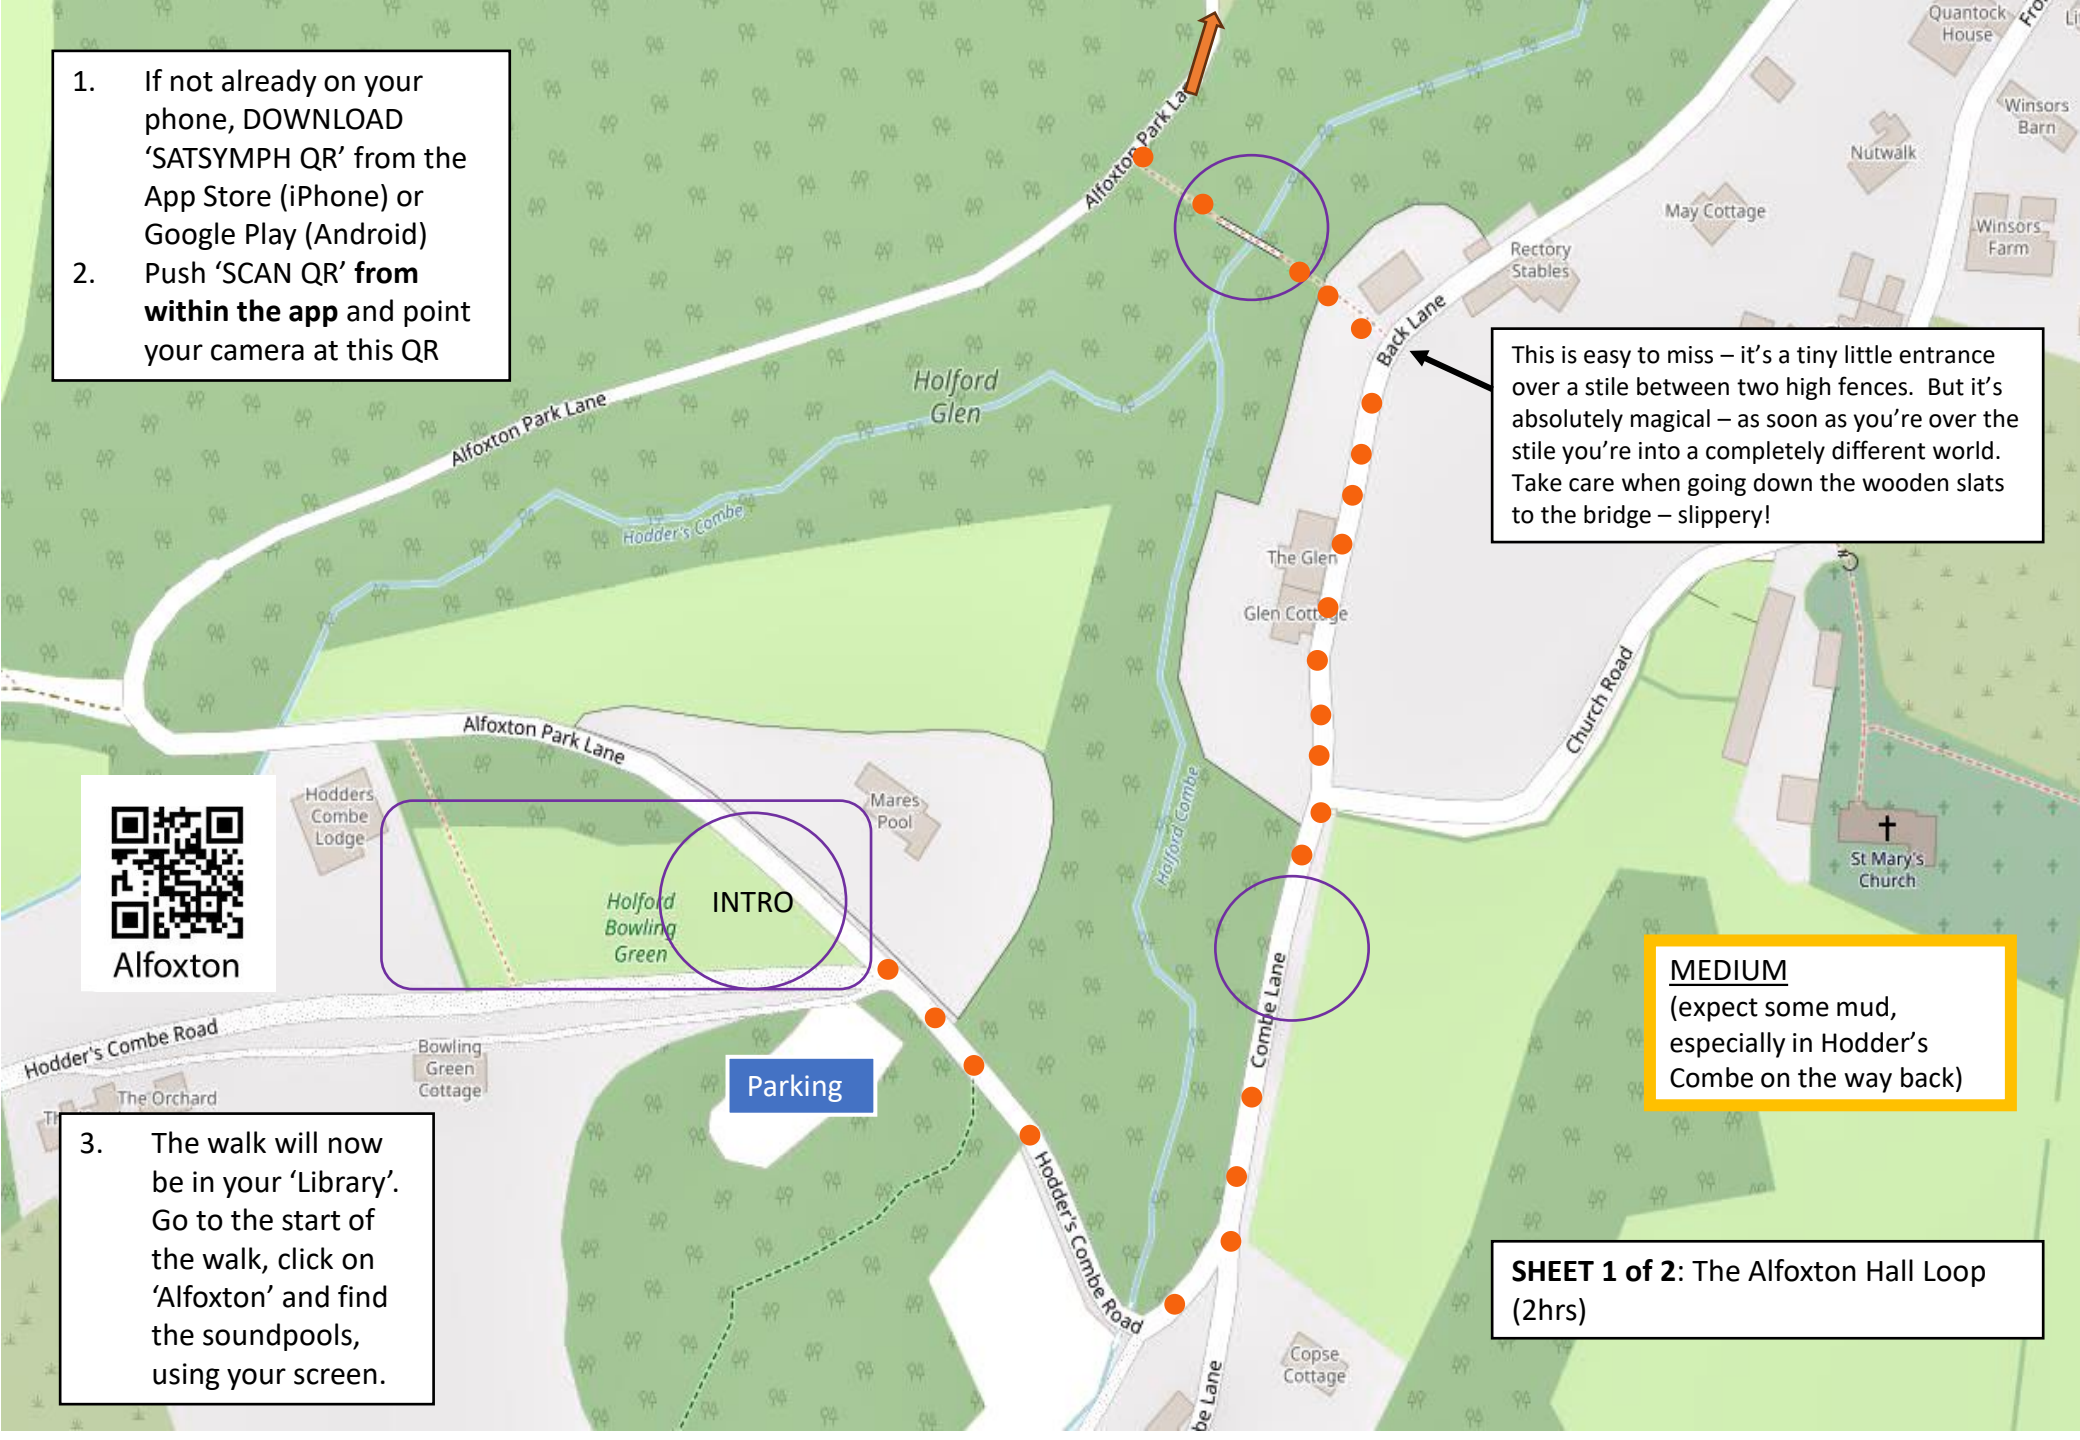 1. If not already on your
phone, DOWNLOAD
‘SATSYMPH QR’ from the
App Store (iPhone) or
Google Play (Android)
2. Push ‘SCAN QR’ from
within the app and point
your camera at this QR
Alfoxton Park Lane
Quantock
House
Winsors
Barn
Nutwalk
May Cottage
Winsors
Farm
Rectory
Stables
Back Lane
This is easy to miss – it’s a tiny little entrance
over a stile between two high fences.  But it’s
absolutely magical – as soon as you’re over the
stile you’re into a completely different world.
Take care when going down the wooden slats
to the bridge – slippery!
Holford
Glen
Alfoxton Park Lane
Hodder's Combe
The Glen
Glen Cottage
Church Road
Alfoxton Park Lane
Hodders
Combe
Lodge
Mares
Pool
Holford Combe
St Mary's
Church
Holford
Bowling
Green
INTRO
Alfoxton
Combe Lane
MEDIUM
(expect some mud,
especially in Hodder’s
Combe on the way back)
Hodder's Combe Road
Bowling
Green
Cottage
Parking
The Orchard
3. The walk will now
be in your ‘Library’.
Go to the start of
the walk, click on
‘Alfoxton’ and find
the soundpools,
using your screen.
Hodder's Combe Road
SHEET 1 of 2: The Alfoxton Hall Loop
(2hrs)
Copse
Cottage
be Lane